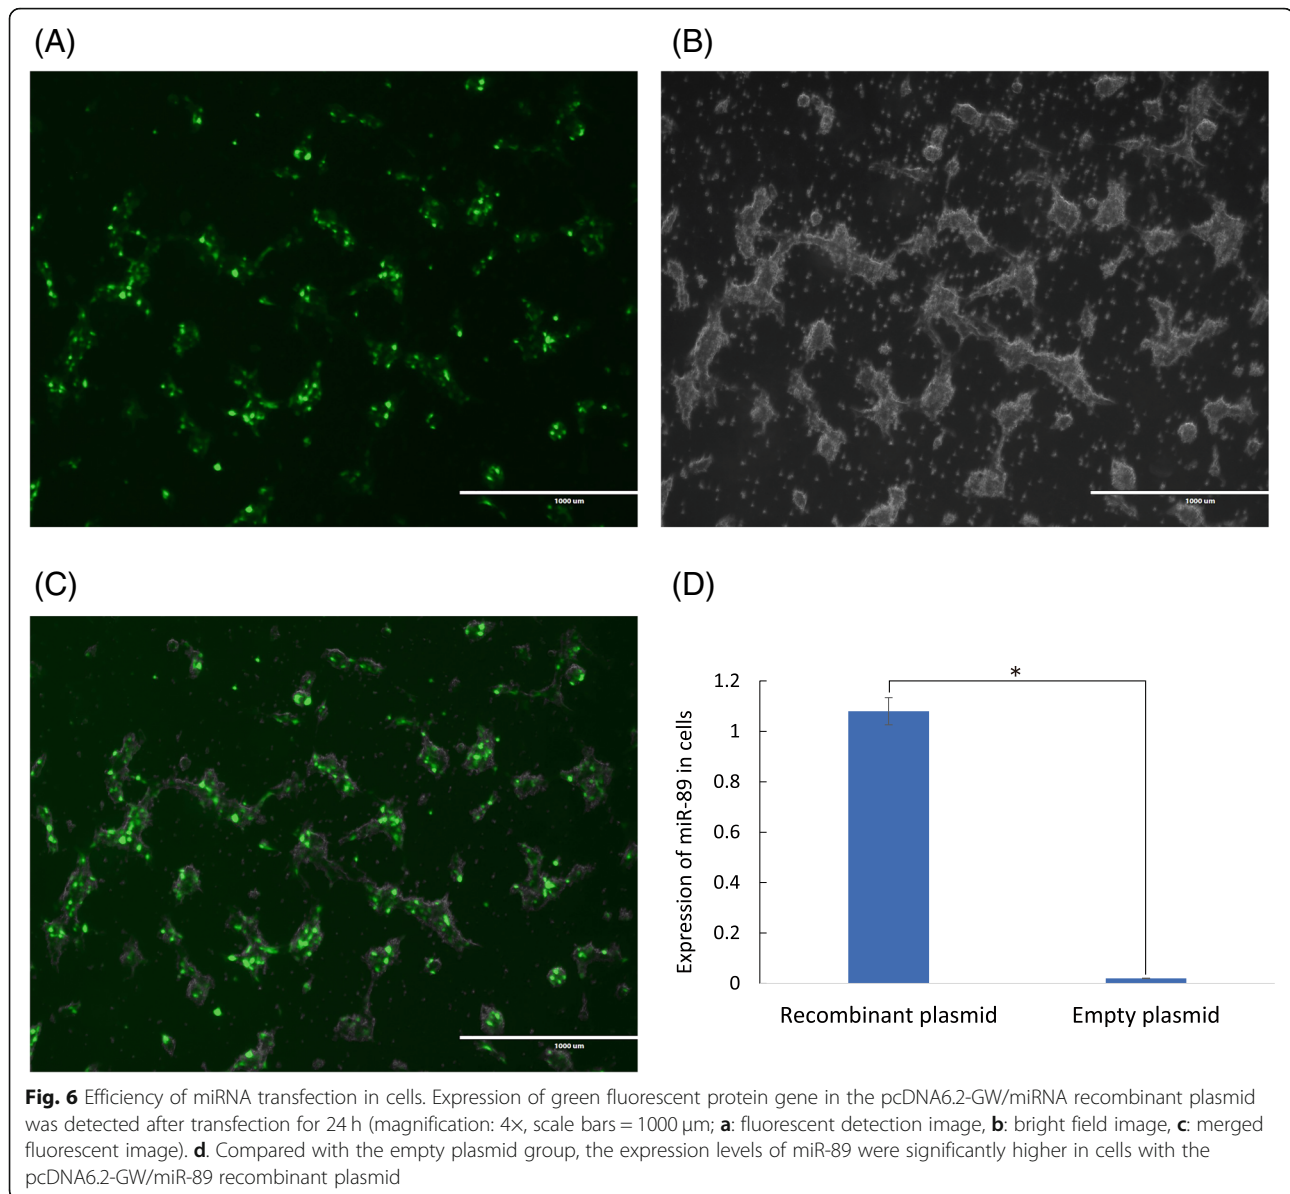 (A)
(B)
1000 um
1000 um
(C)
(D)
1000 um
Expression of miR-89 in cells
1.2
1
0.8
0.6
0.4
0.2
0
*
Recombinant plasmid
Empty plasmid
Fig. 6 Efficiency of miRNA transfection in cells. Expression of green fluorescent protein gene in the pcDNA6.2-GW/miRNA recombinant plasmid
was detected after transfection for 24 h (magnification: 4×, scale bars = 1000 μm; a: fluorescent detection image, b: bright field image, c: merged
fluorescent image). d. Compared with the empty plasmid group, the expression levels of miR-89 were significantly higher in cells with the
pcDNA6.2-GW/miR-89 recombinant plasmid